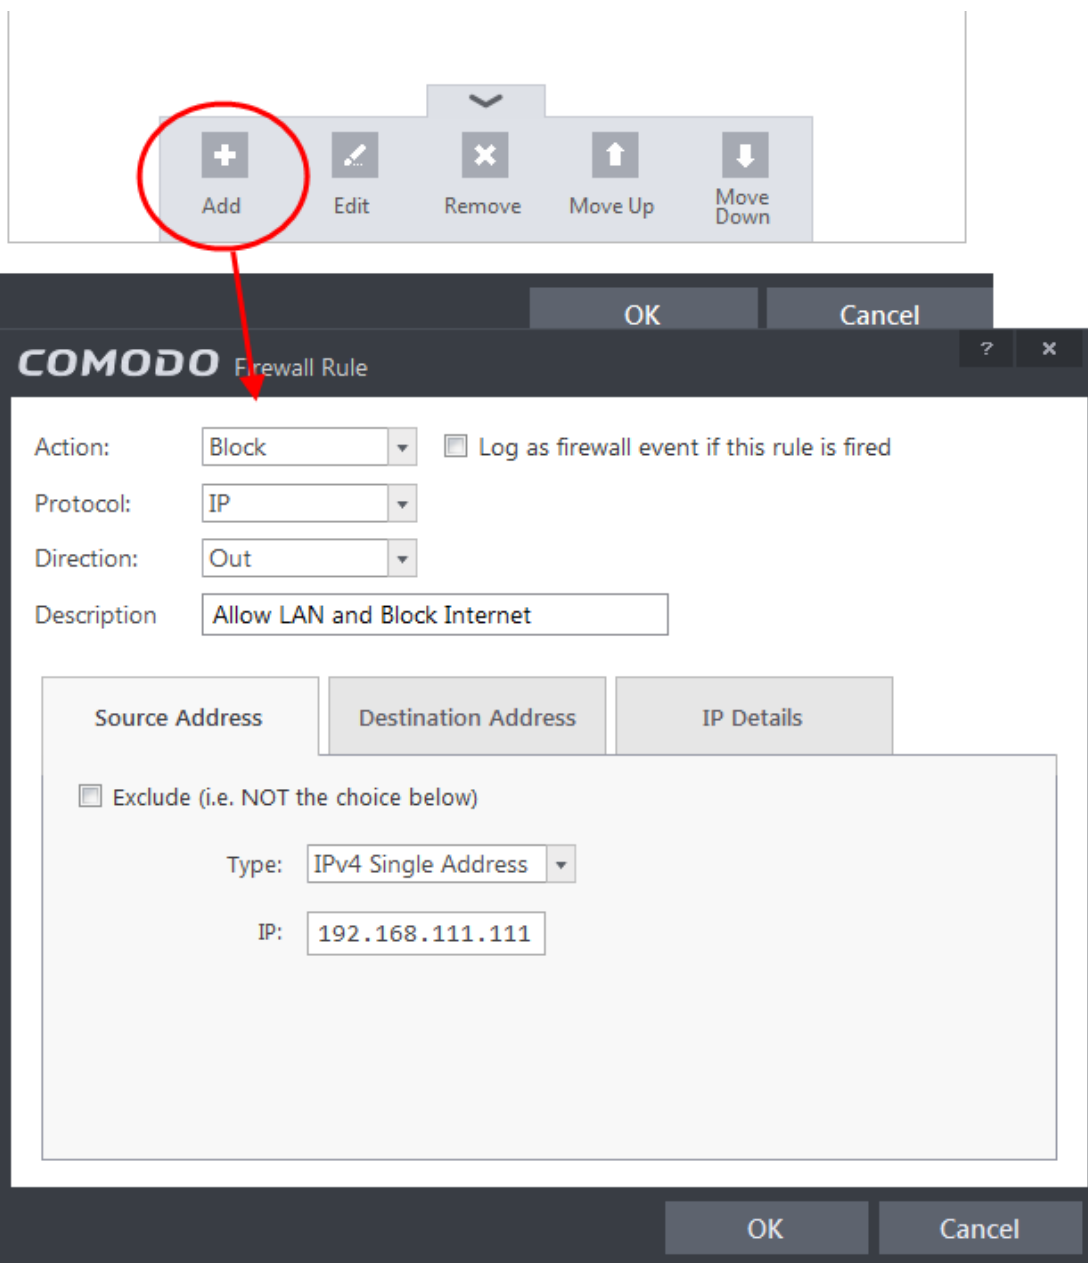 Add Edit Remove Move Up Move Down
OK Cancel
COMODO Firewall Rule ? ×
Action: Block Log as firewall event if this rule is fired
Protocol: IP
Direction: Out
Description Allow LAN and Block Internet
Source Address Destination Address IP Details
Exclude (i.e. NOT the choice below)
Type: IPv4 Single Address
IP: 192.168.111.111
OK Cancel